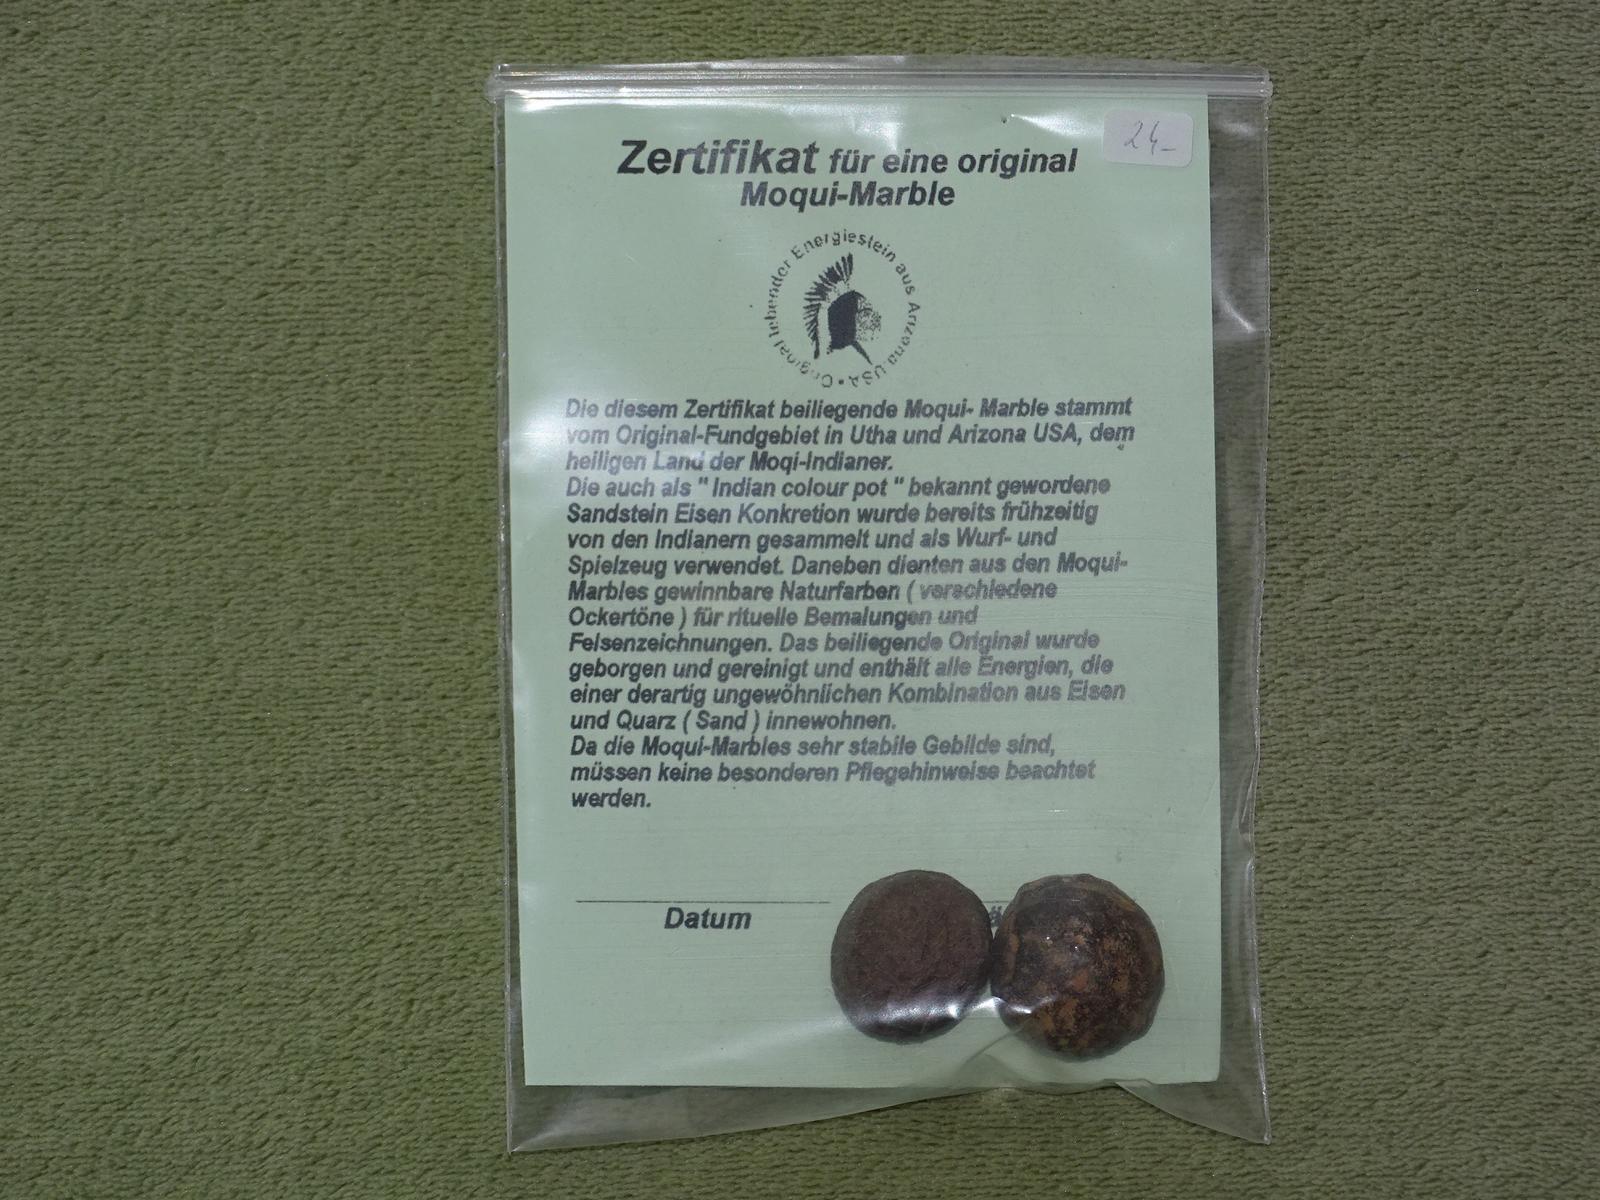 24-
Zertifikat für eine original
Moqui-Marble
Original lebender Energiestein aus Arizona USA •
Die diesem Zertifikat beiliegende Moqui- Marble stammt
vom Original-Fundgebiet in Utha und Arizona USA, dem
heiligen Land der Moqi-Indianer.
Die auch als " Indian colour pot " bekannt gewordene
Sandstein Eisen Konkretion wurde bereits frühzeitig
von den Indianern gesammelt und als Wurf- und
Spielzeug verwendet. Daneben dienten aus den Moqui-
Marbles gewinnbare Naturfarben ( verschiedene
Ockertöne ) für rituelle Bemalungen und
Felsenzeichnungen. Das beiliegende Original wurde
geborgen und gereinigt und enthält alle Energien, die
einer derartig ungewöhnlichen Kombination aus Eisen
und Quarz ( Sand ) innewohnen.
Da die Moqui-Marbles sehr stabile Gebilde sind,
müssen keine besonderen Pflegehinweise beachtet
werden.
Datum